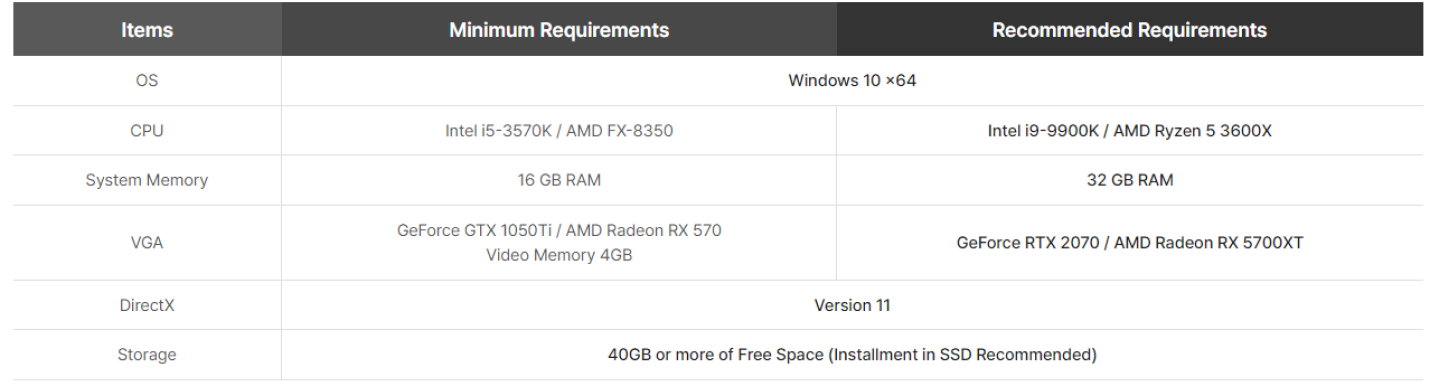 Items Minimum Requirements Recommended Requirements
OS Windows 10 ×64
CPU Intel i5-3570K / AMD FX-8350 Intel i9-9900K / AMD Ryzen 5 3600X
System Memory 16 GB RAM 32 GB RAM
VGA GeForce GTX 1050Ti / AMD Radeon RX 570 GeForce RTX 2070 / AMD Radeon RX 5700XT
Video Memory 4GB
DirectX Version 11
Storage 40GB or more of Free Space (Installment in SSD Recommended)